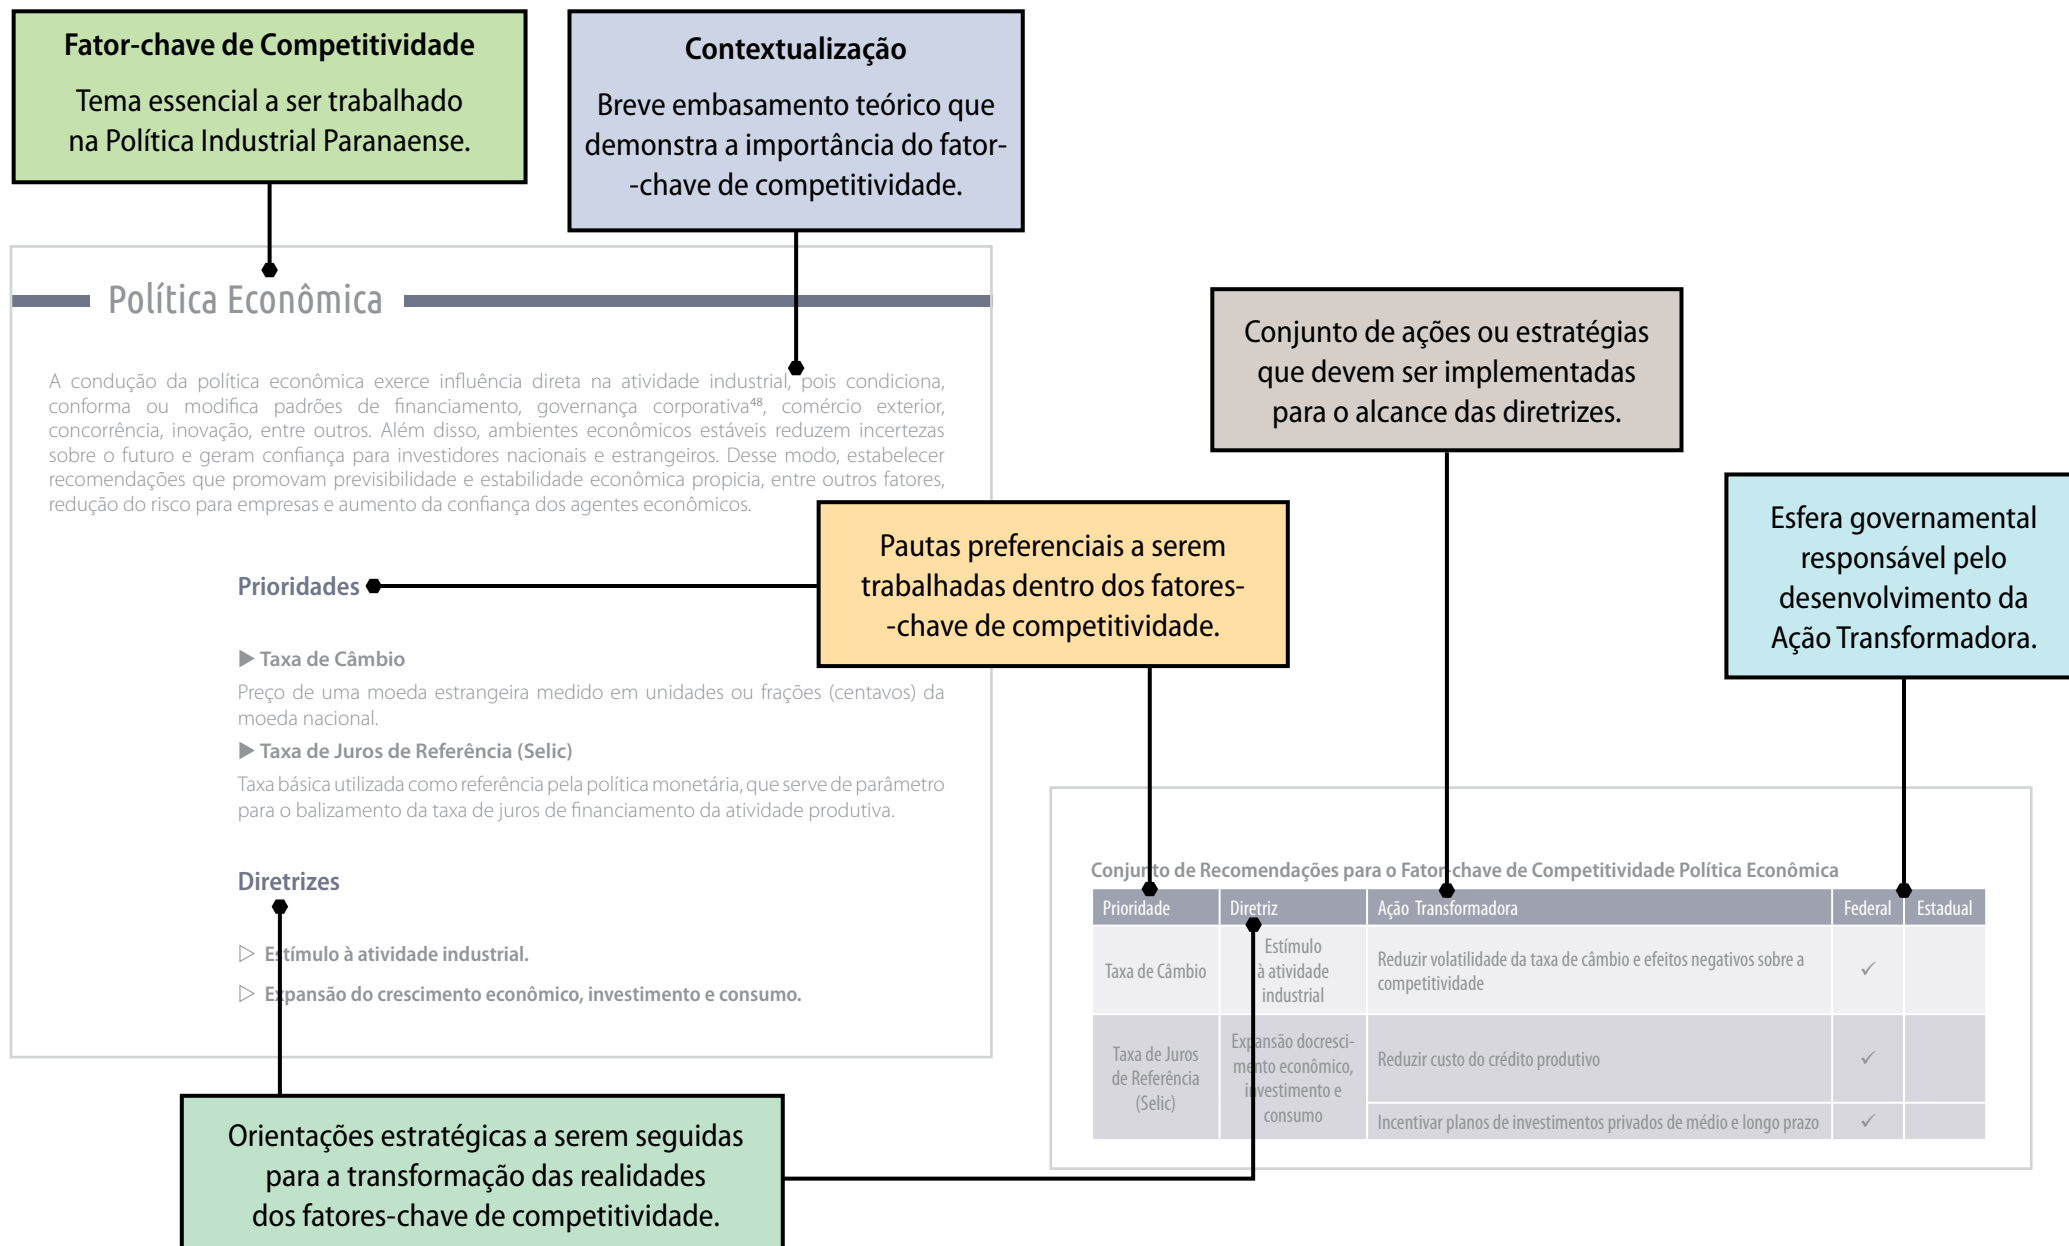 Fator-chave de Competitividade
Tema essencial a ser trabalhado
na Política Industrial Paranaense.
Contextualização
Breve embasamento teórico que
demonstra a importância do fator-
-chave de competitividade.
Política Econômica
A condução da política econômica exerce influência direta na atividade industrial, pois condiciona,
conforma ou modifica padrões de financiamento, governança corporativa⁴⁸, comércio exterior,
concorrência, inovação, entre outros. Além disso, ambientes econômicos estáveis reduzem incertezas
sobre o futuro e geram confiança para investidores nacionais e estrangeiros. Desse modo, estabelecer
recomendações que promovam previsibilidade e estabilidade econômica propicia, entre outros fatores,
redução do risco para empresas e aumento da confiança dos agentes econômicos.
Prioridades
▶ Taxa de Câmbio
Preço de uma moeda estrangeira medido em unidades ou frações (centavos) da
moeda nacional.
▶ Taxa de Juros de Referência (Selic)
Taxa básica utilizada como referência pela política monetária, que serve de parâmetro
para o balizamento da taxa de juros de financiamento da atividade produtiva.
Diretrizes
▷ Estímulo à atividade industrial.
▷ Expansão do crescimento econômico, investimento e consumo.
Orientações estratégicas a serem seguidas
para a transformação das realidades
dos fatores-chave de competitividade.
Pautas preferenciais a serem
trabalhadas dentro dos fatores-
-chave de competitividade.
Conjunto de ações ou estratégias
que devem ser implementadas
para o alcance das diretrizes.
Esfera governamental
responsável pelo
desenvolvimento da
Ação Transformadora.
Conjunto de Recomendações para o Fator-chave de Competitividade Política Econômica
Prioridade Diretriz Ação Transformadora Federal Estadual
Taxa de Câmbio
Estímulo
à atividade
industrial
Reduzir volatilidade da taxa de câmbio e efeitos negativos sobre a
competitividade
✓
Taxa de Juros
de Referência
(Selic)
Expansão docresci-
mento econômico,
investimento e
consumo
Reduzir custo do crédito produtivo ✓
Incentivar planos de investimentos privados de médio e longo prazo ✓